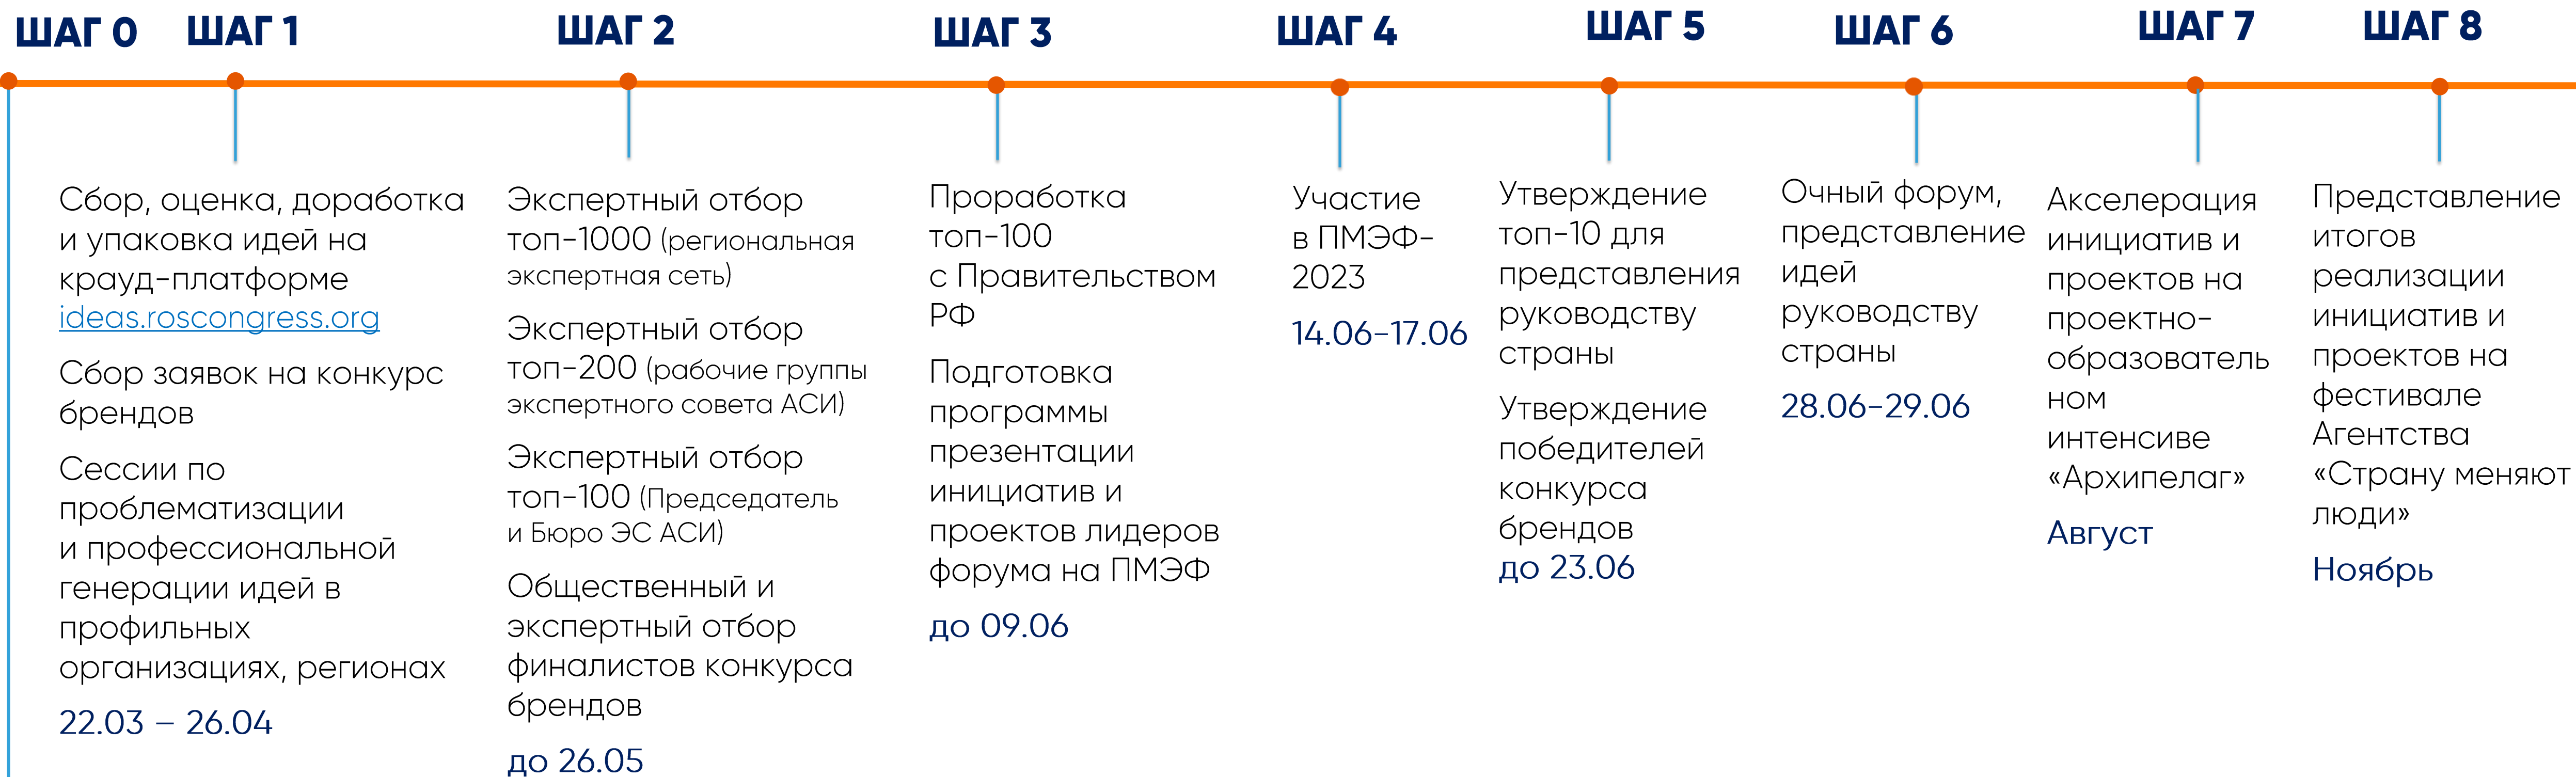 ШАГ 0
ШАГ 1
ШАГ 2
ШАГ 3
ШАГ 4
ШАГ 5
ШАГ 6
ШАГ 7
ШАГ 8
Сбор, оценка, доработка
и упаковка идей на
крауд-платформе
ideas.roscongress.org
Сбор заявок на конкурс
брендов
Сессии по
проблематизации
и профессиональной
генерации идей в
профильных
организациях, регионах
22.03 – 26.04
Экспертный отбор
топ-1000 (региональная
экспертная сеть)
Экспертный отбор
топ-200 (рабочие группы
экспертного совета АСИ)
Экспертный отбор
топ-100 (Председатель
и Бюро ЭС АСИ)
Общественный и
экспертный отбор
финалистов конкурса
брендов
до 26.05
Проработка
топ-100
с Правительством
РФ
Подготовка
программы
презентации
инициатив и
проектов лидеров
форума на ПМЭФ
до 09.06
Участие
в ПМЭФ-
2023
14.06-17.06
Утверждение
топ-10 для
представления
руководству
страны
Утверждение
победителей
конкурса
брендов
до 23.06
Очный форум,
представление
идей
руководству
страны
28.06-29.06
Акселерация
инициатив и
проектов на
проектно-
образователь
ном
интенсиве
«Архипелаг»
Август
Представление
итогов
реализации
инициатив и
проектов на
фестивале
Агентства
«Страну меняют
люди»
Ноябрь